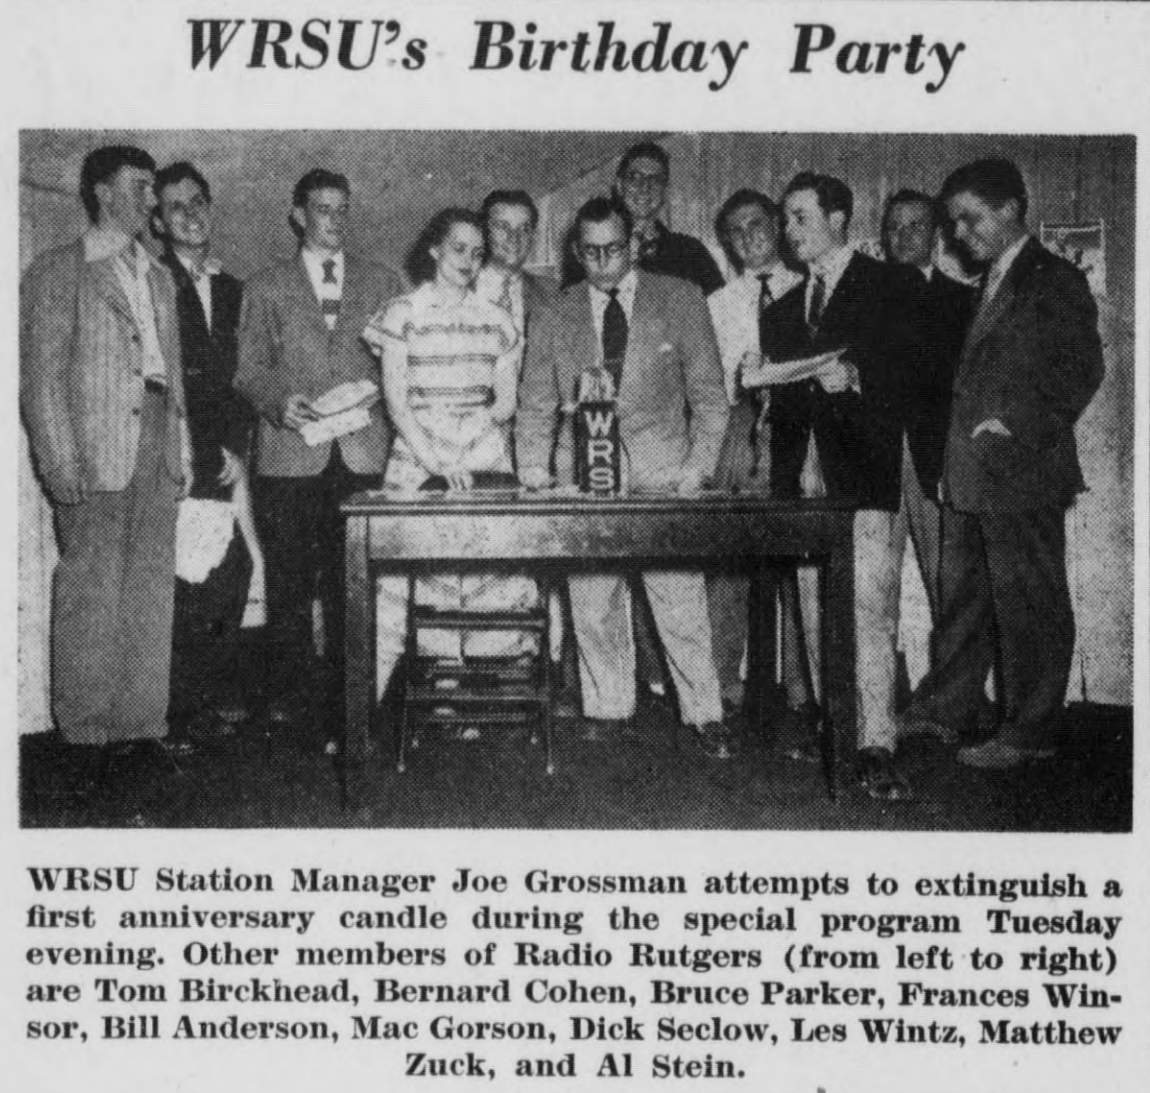 WRSU's Birthday Party
W
R
S
WRSU Station Manager Joe Grossman attempts to extinguish a
first anniversary candle during the special program Tuesday
evening. Other members of Radio Rutgers (from left to right)
are Tom Birckhead, Bernard Cohen, Bruce Parker, Frances Win-
sor, Bill Anderson, Mac Gorson, Dick Seclow, Les Wintz, Matthew
Zuck, and Al Stein.